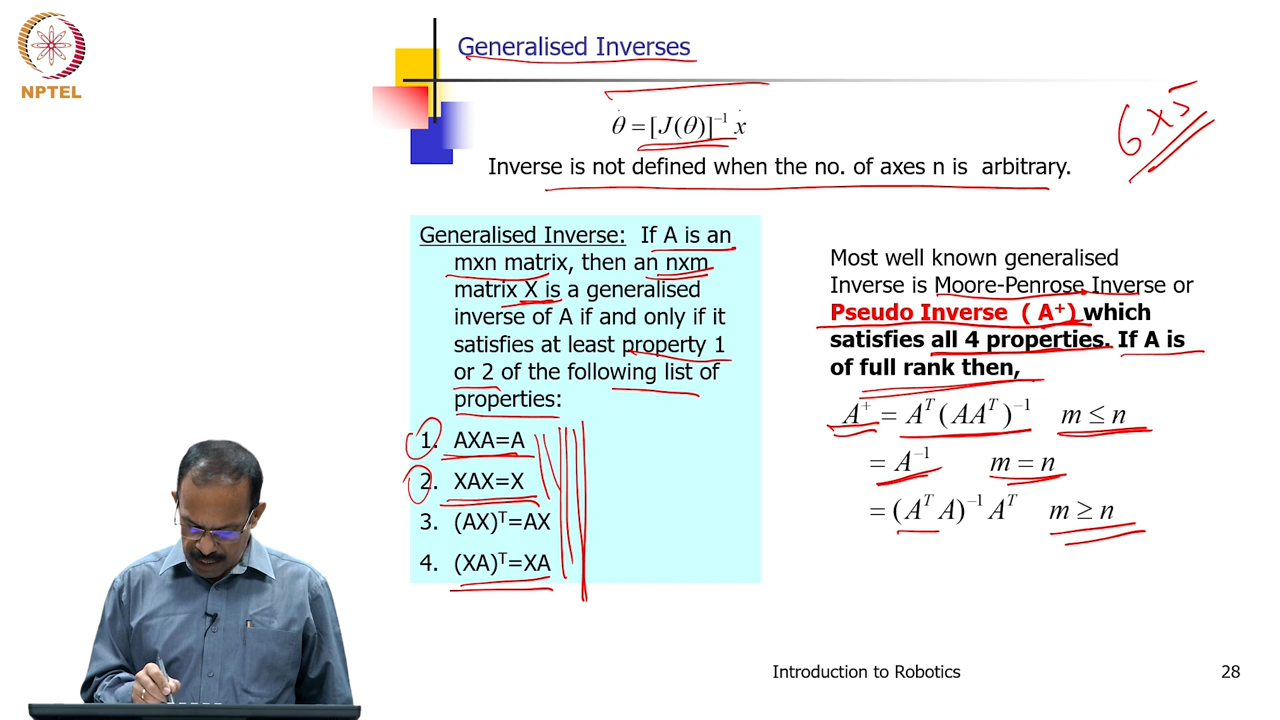 NPTEL
Generalised Inverses
θ̇ = [J(θ)]⁻¹ ẋ
6x5
Inverse is not defined when the no. of axes n is arbitrary.
Generalised Inverse: If A is an
mxn matrix, then an nxm
matrix X is a generalised
inverse of A if and only if it
satisfies at least property 1
or 2 of the following list of
properties:
1. AXA=A
2. XAX=X
3. (AX)ᵀ=AX
4. (XA)ᵀ=XA
Most well known generalised
Inverse is Moore-Penrose Inverse or
Pseudo Inverse ( A⁺) which
satisfies all 4 properties. If A is
of full rank then,
A⁺ = Aᵀ(AAᵀ)⁻¹ m ≤ n
= A⁻¹ m = n
= (AᵀA)⁻¹Aᵀ m ≥ n
Introduction to Robotics 28